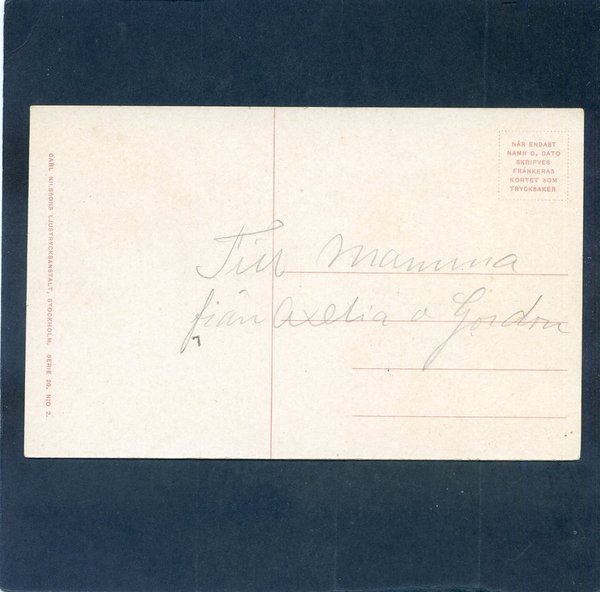 CARL NILSSONS LJUSTRYCKSANSTALT, STOCKHOLM. SERIE 26, N:O 2.
NÄR ENDAST
NAMN O. DATO
SKRIFVES
FRANKERAS
KORTET SOM
TRYCKSAKER
Till Mamma
från Axelia o Gordon